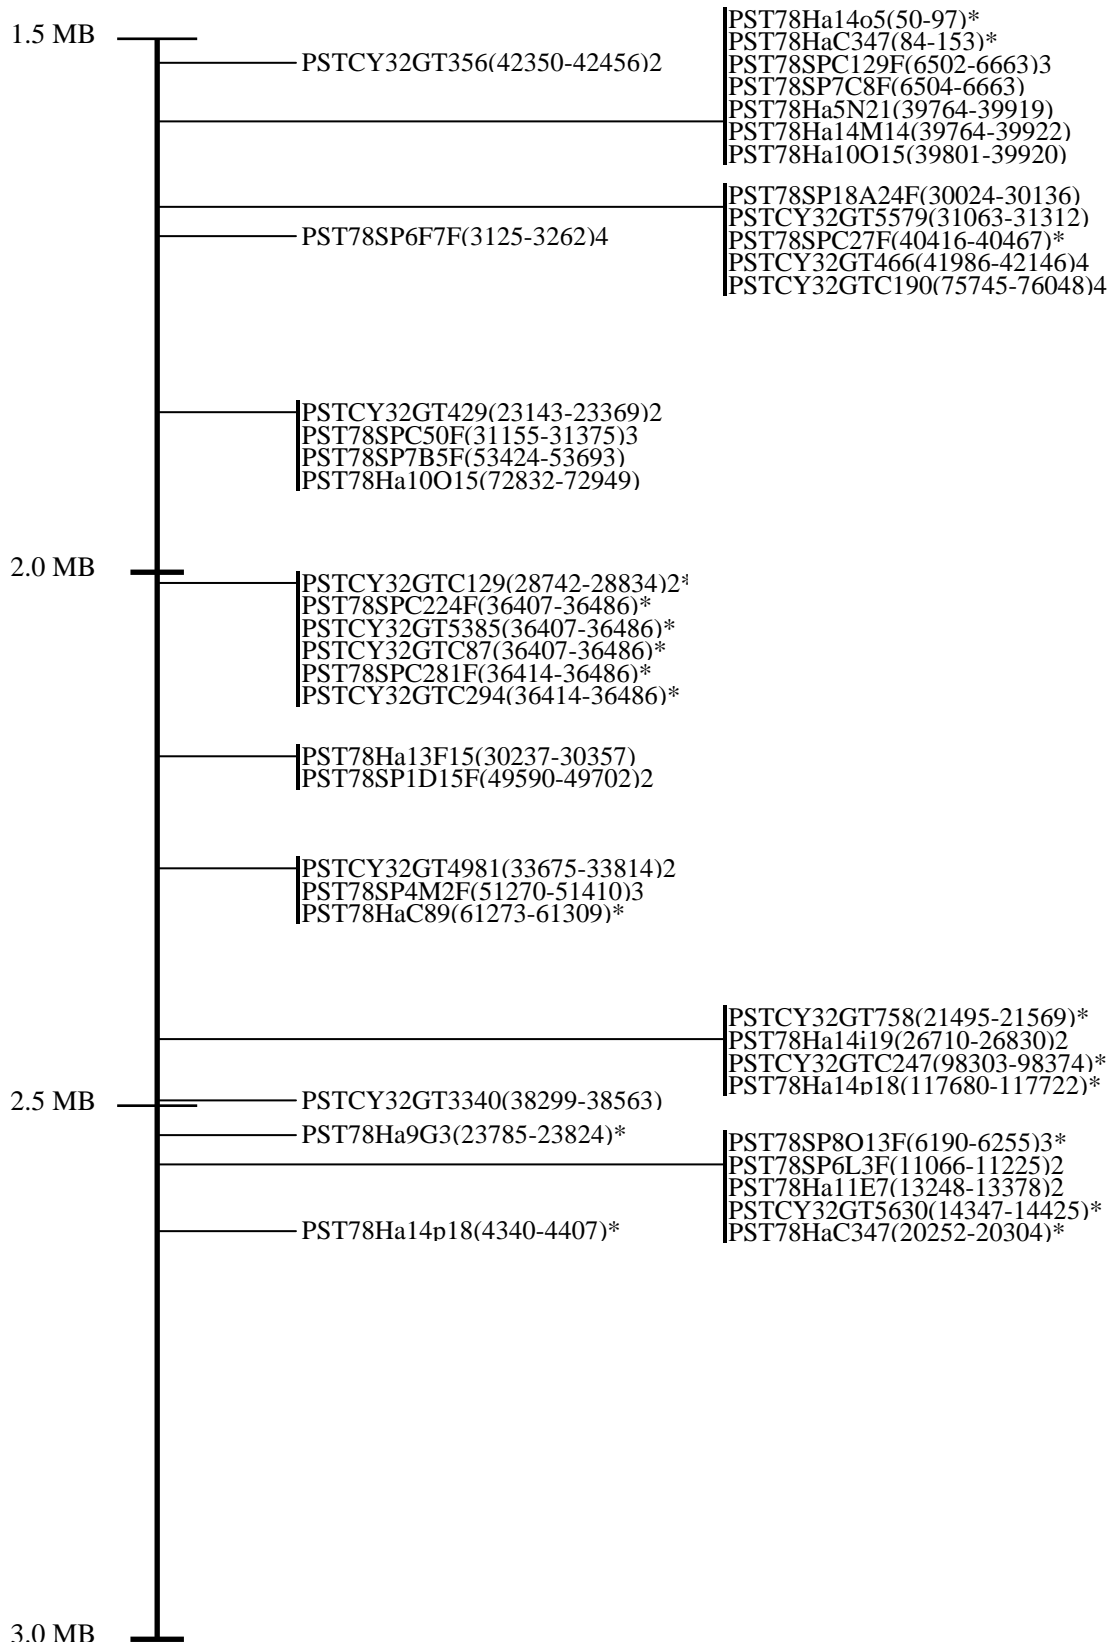 1.5 MB
PSTCY32GT356(42350-42456)2
PST78Ha14o5(50-97)*
PST78HaC347(84-153)*
PST78SPC129F(6502-6663)3
PST78SP7C8F(6504-6663)
PST78Ha5N21(39764-39919)
PST78Ha14M14(39764-39922)
PST78Ha10O15(39801-39920)
PST78SP18A24F(30024-30136)
PSTCY32GT5579(31063-31312)
PST78SPC27F(40416-40467)*
PSTCY32GT466(41986-42146)4
PSTCY32GTC190(75745-76048)4
PST78SP6F7F(3125-3262)4
PSTCY32GT429(23143-23369)2
PST78SPC50F(31155-31375)3
PST78SP7B5F(53424-53693)
PST78Ha10O15(72832-72949)
2.0 MB
PSTCY32GTC129(28742-28834)2*
PST78SPC224F(36407-36486)*
PSTCY32GT5385(36407-36486)*
PSTCY32GTC87(36407-36486)*
PST78SPC281F(36414-36486)*
PSTCY32GTC294(36414-36486)*
PST78Ha13F15(30237-30357)
PST78SP1D15F(49590-49702)2
PSTCY32GT4981(33675-33814)2
PST78SP4M2F(51270-51410)3
PST78HaC89(61273-61309)*
PSTCY32GT758(21495-21569)*
PST78Ha14i19(26710-26830)2
PSTCY32GTC247(98303-98374)*
PST78Ha14p18(117680-117722)*
2.5 MB
PSTCY32GT3340(38299-38563)
PST78Ha9G3(23785-23824)*
PST78SP8O13F(6190-6255)3*
PST78SP6L3F(11066-11225)2
PST78Ha11E7(13248-13378)2
PSTCY32GT5630(14347-14425)*
PST78HaC347(20252-20304)*
PST78Ha14p18(4340-4407)*
3.0 MB